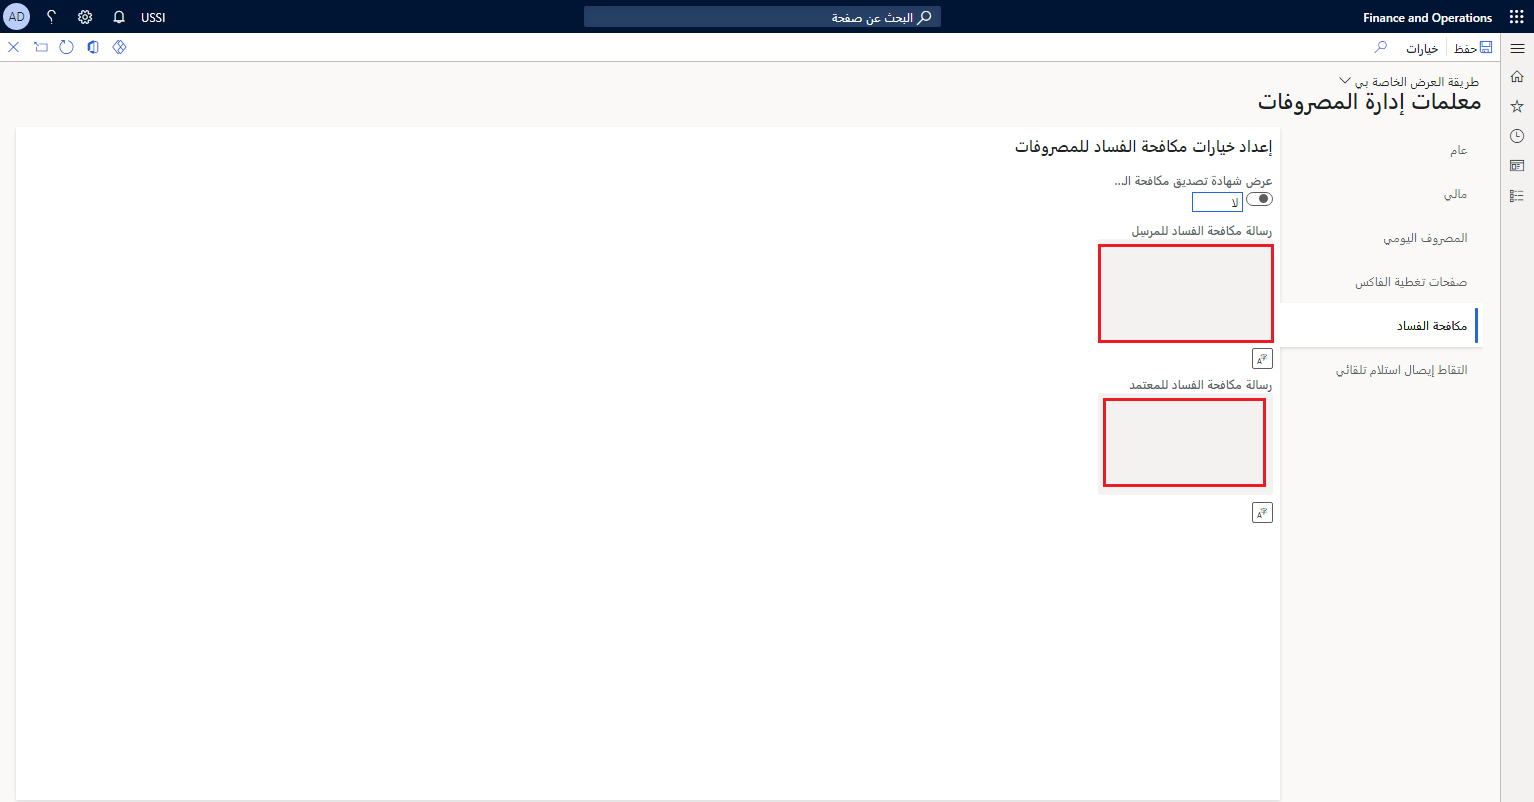 Finance and Operations
البحث عن صفحة
USSI
؟
AD
حفظ
خيارات
طريقة العرض الخاصة بي
معلمات إدارة المصروفات
عام
مالي
المصروف اليومي
صفحات تغطية الفاكس
مكافحة الفساد
التقاط إيصال استلام تلقائي
إعداد خيارات مكافحة الفساد للمصروفات
عرض شهادة تصديق مكافحة الـ...
لا
رسالة مكافحة الفساد للمرسِل
رسالة مكافحة الفساد للمعتمد